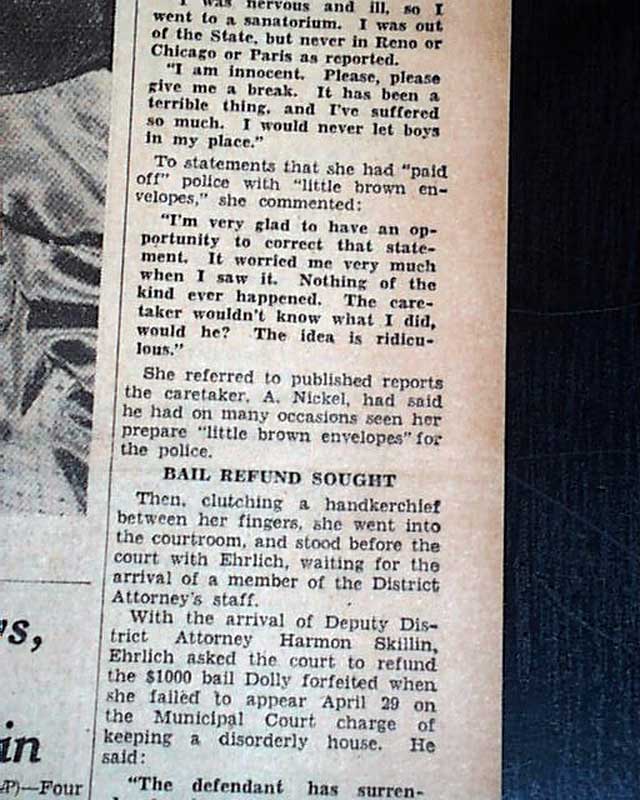 "I was nervous and ill, so I
went to a sanatorium. I was out
of the State, but never in Reno or
Chicago or Paris as reported.
"I am innocent. Please, please
give me a break. It has been a
terrible thing, and I've suffered
so much. I would never let boys
in my place."
To statements that she had "paid
off" police with "little brown en-
velopes," she commented:
"I'm very glad to have an op-
portunity to correct that state-
ment. It worried me very much
when I saw it. Nothing of the
kind ever happened. The care-
taker wouldn't know what I did,
would he? The idea is ridicu-
lous."
She referred to published reports
the caretaker, A. Nickel, had said
he had on many occasions seen her
prepare "little brown envelopes" for
the police.
BAIL REFUND SOUGHT
Then, clutching a handkerchief
between her fingers, she went into
the courtroom, and stood before the
court with Ehrlich, waiting for the
arrival of a member of the District
Attorney's staff.
With the arrival of Deputy Dis-
trict Attorney Harmon Skillin,
Ehrlich asked the court to refund
the $1000 bail Dolly forfeited when
she failed to appear April 29 on
the Municipal Court charge of
keeping a disorderly house. He
said:
"The defendant has surren-
s,
in
P)—Four